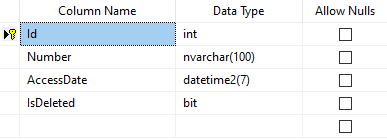 Column Name Data Type Allow Nulls
Id int
Number nvarchar(100)
AccessDate datetime2(7)
IsDeleted bit